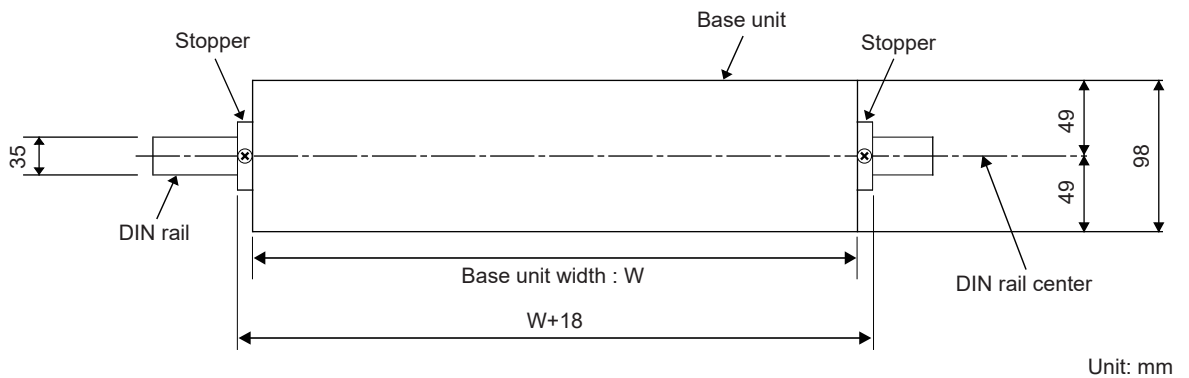 Base unit
Stopper
Stopper
35
49
98
49
DIN rail
Base unit width : W
DIN rail center
W+18
Unit: mm